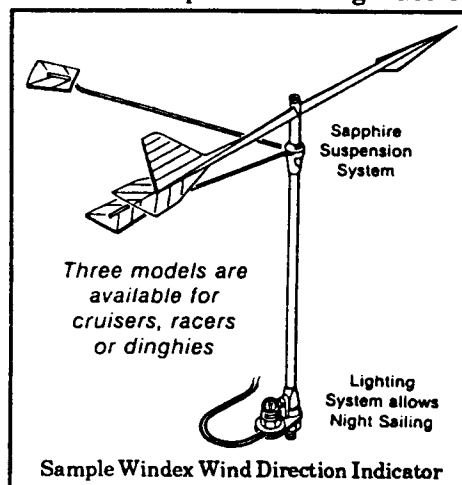 Sapphire
Suspension
System
Three models are
available for
cruisers, racers
or dinghies
Lighting
System allows
Night Sailing
Sample Windex Wind Direction Indicator